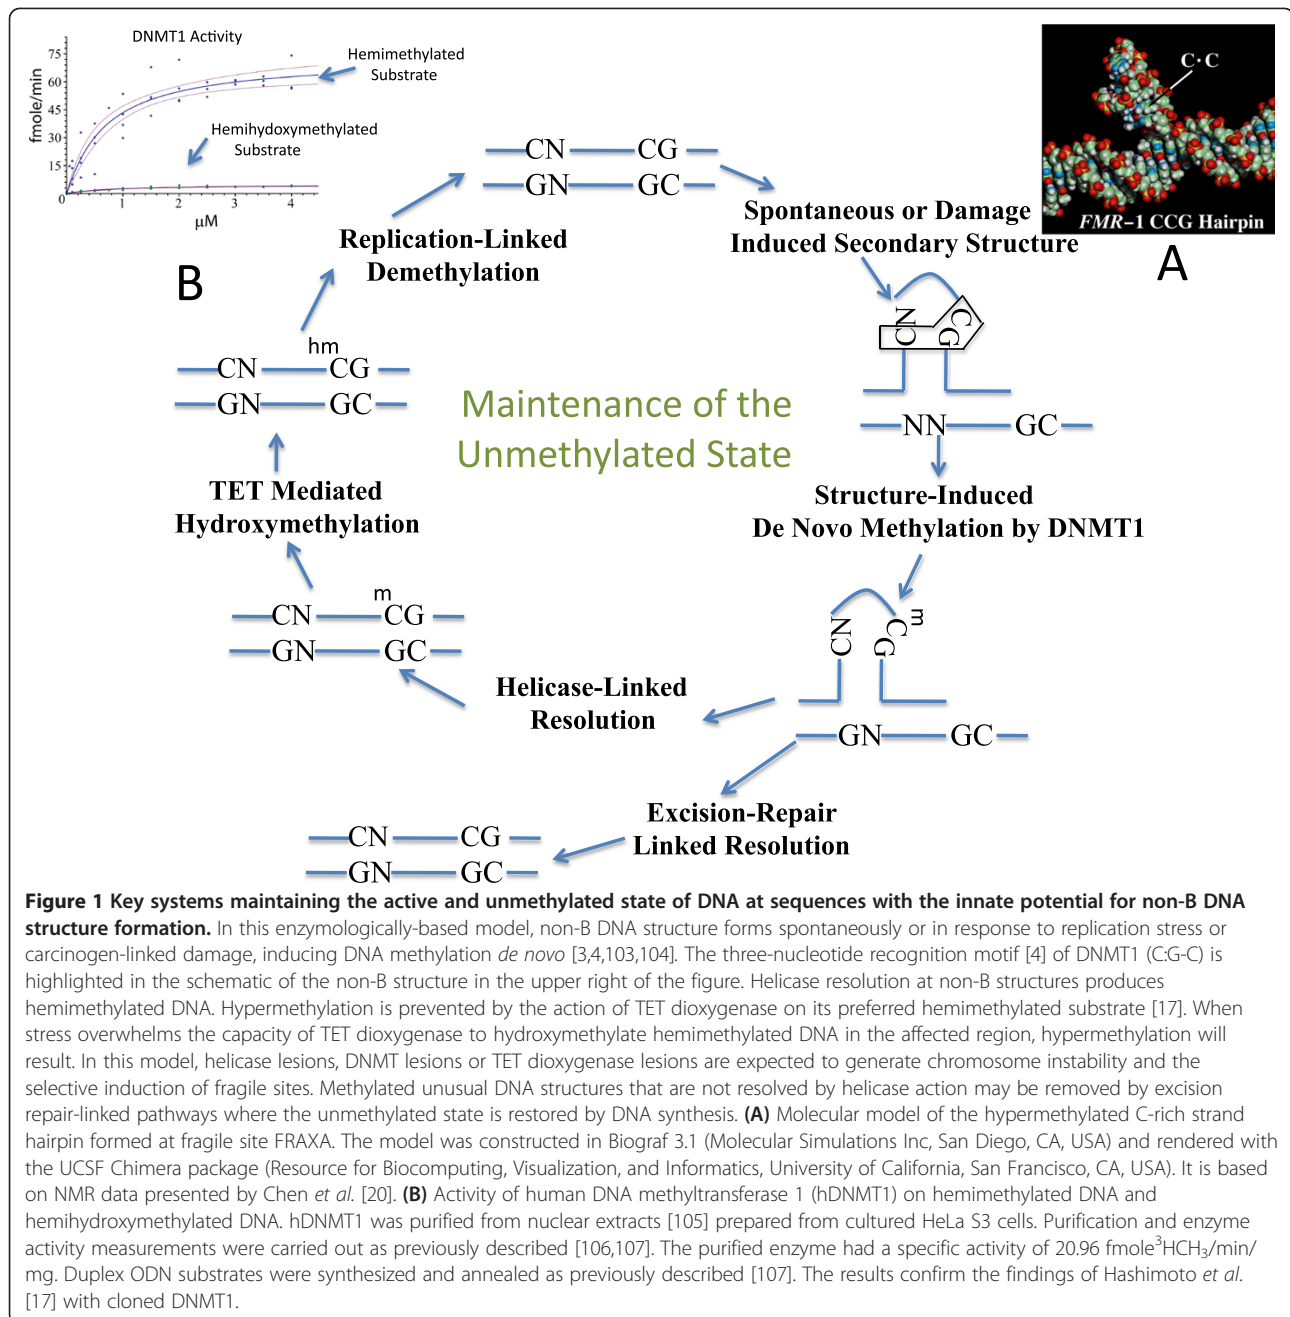 DNMT1 Activity
75
60
45
30
15
0
1
2
3
4
fmole/min
µM
Hemimethylated
Substrate
Hemihydoxymethylated
Substrate
B
C·C
FMR-1 CCG Hairpin
A
CN CG
GN GC
Spontaneous or Damage
Induced Secondary Structure
CN
CG
NN GC
Structure-Induced
De Novo Methylation by DNMT1
m
CN
CG
GN GC
Helicase-Linked
Resolution
Excision-Repair
Linked Resolution
CN CG
GN GC
m
CN CG
GN GC
TET Mediated
Hydroxymethylation
hm
CN CG
GN GC
Replication-Linked
Demethylation
Maintenance of the
Unmethylated State
Figure 1 Key systems maintaining the active and unmethylated state of DNA at sequences with the innate potential for non-B DNA
structure formation. In this enzymologically-based model, non-B DNA structure forms spontaneously or in response to replication stress or
carcinogen-linked damage, inducing DNA methylation de novo [3,4,103,104]. The three-nucleotide recognition motif [4] of DNMT1 (C:G-C) is
highlighted in the schematic of the non-B structure in the upper right of the figure. Helicase resolution at non-B structures produces
hemimethylated DNA. Hypermethylation is prevented by the action of TET dioxygenase on its preferred hemimethylated substrate [17]. When
stress overwhelms the capacity of TET dioxygenase to hydroxymethylate hemimethylated DNA in the affected region, hypermethylation will
result. In this model, helicase lesions, DNMT lesions or TET dioxygenase lesions are expected to generate chromosome instability and the
selective induction of fragile sites. Methylated unusual DNA structures that are not resolved by helicase action may be removed by excision
repair-linked pathways where the unmethylated state is restored by DNA synthesis. (A) Molecular model of the hypermethylated C-rich strand
hairpin formed at fragile site FRAXA. The model was constructed in Biograf 3.1 (Molecular Simulations Inc, San Diego, CA, USA) and rendered with
the UCSF Chimera package (Resource for Biocomputing, Visualization, and Informatics, University of California, San Francisco, CA, USA). It is based
on NMR data presented by Chen et al. [20]. (B) Activity of human DNA methyltransferase 1 (hDNMT1) on hemimethylated DNA and
hemihydroxymethylated DNA. hDNMT1 was purified from nuclear extracts [105] prepared from cultured HeLa S3 cells. Purification and enzyme
activity measurements were carried out as previously described [106,107]. The purified enzyme had a specific activity of 20.96 fmole³HCH₃/min/
mg. Duplex ODN substrates were synthesized and annealed as previously described [107]. The results confirm the findings of Hashimoto et al.
[17] with cloned DNMT1.